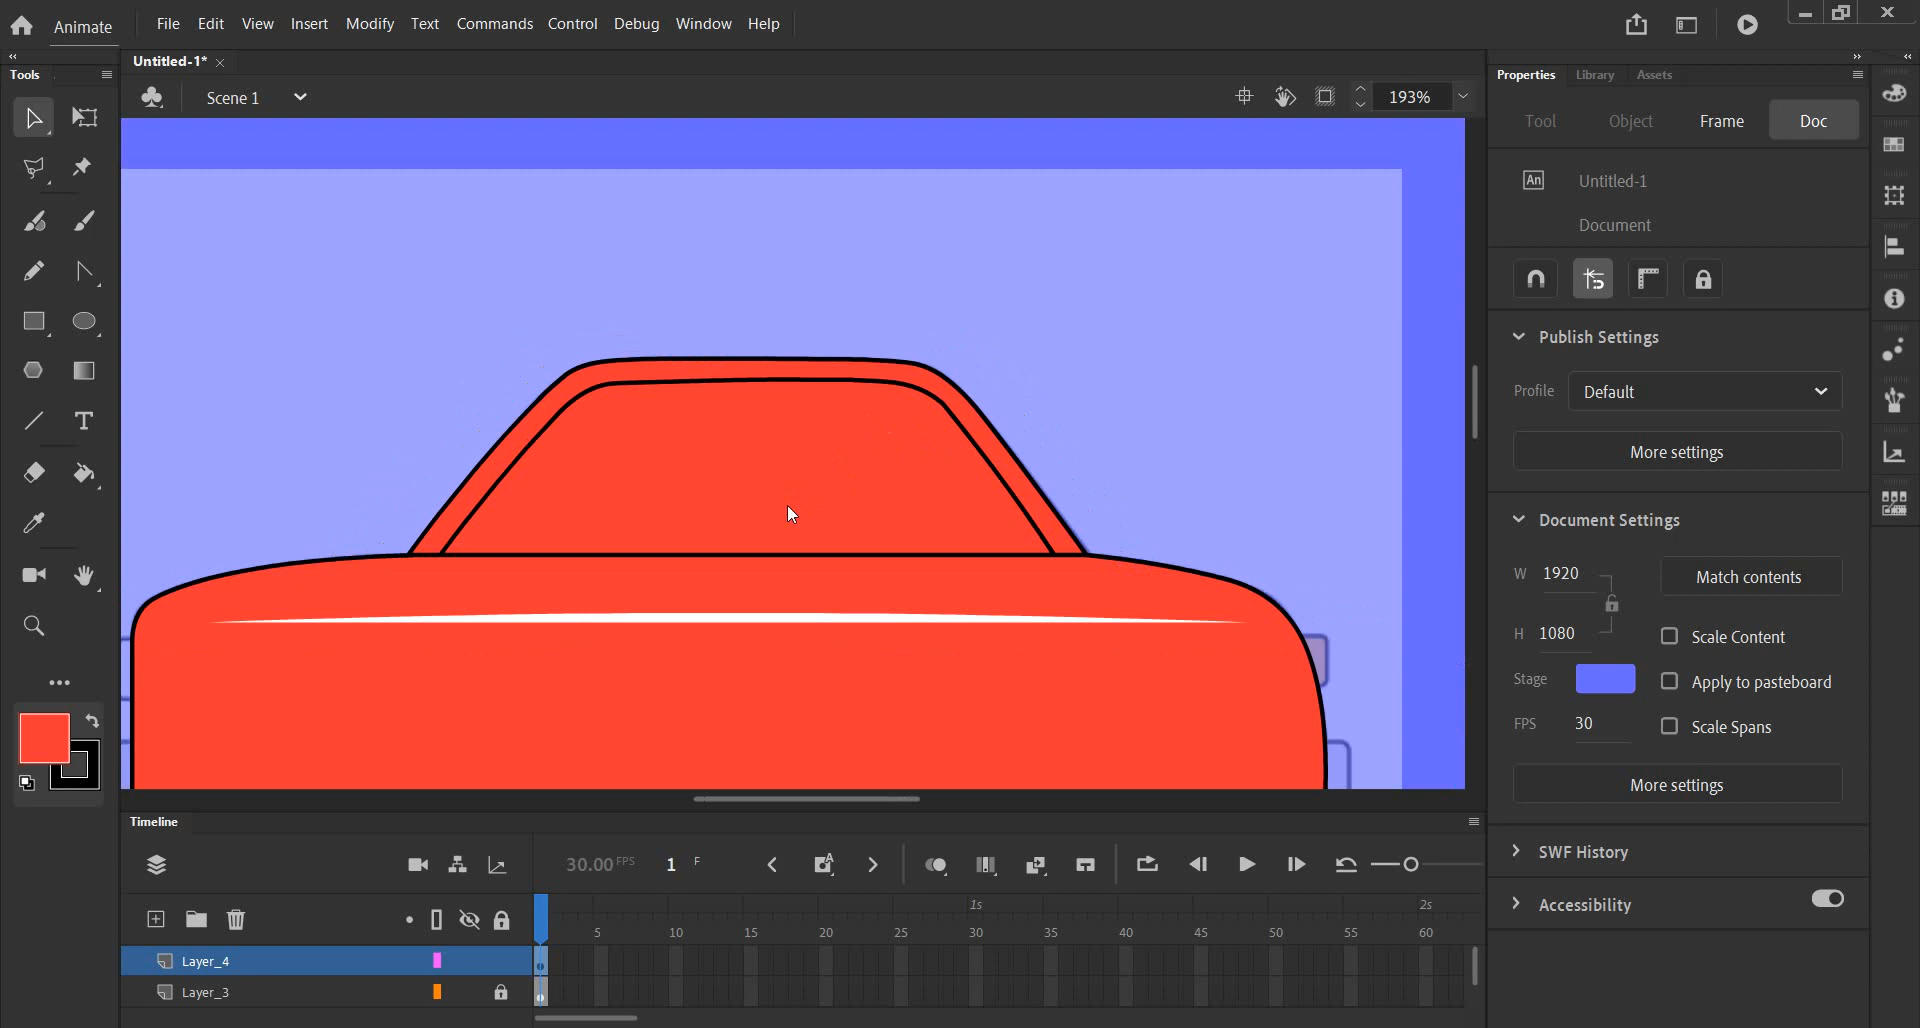 Animate
File Edit View Insert Modify Text Commands Control Debug Window Help
Tools
Untitled-1*
Scene 1
193%
Properties Library Assets
Tool Object Frame Doc
An Untitled-1
Document
Publish Settings
Profile Default
More settings
Document Settings
W 1920 Match contents
H 1080 Scale Content
Stage Apply to pasteboard
FPS 30 Scale Spans
More settings
SWF History
Accessibility
Timeline
30.00 FPS 1 F
1s 2s
5 10 15 20 25 30 35 40 45 50 55 60
Layer_4
Layer_3